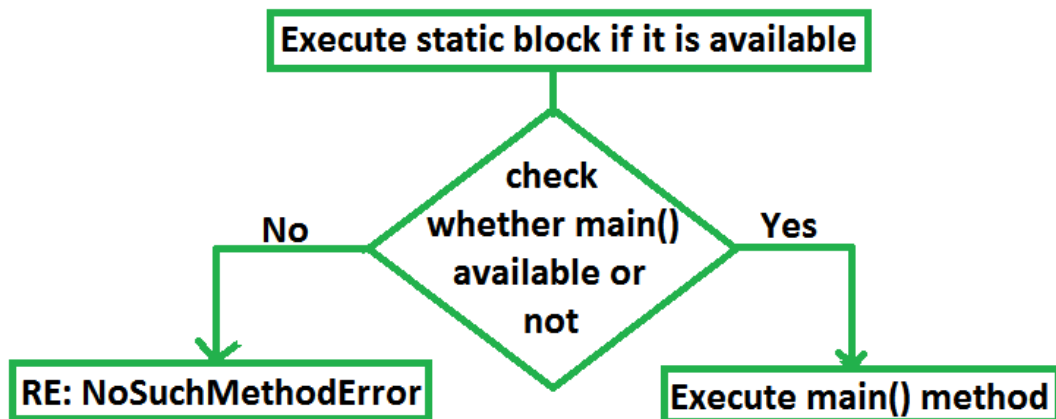 Execute static block if it is available
check
whether main()
available or
not
No
Yes
RE: NoSuchMethodError
Execute main() method